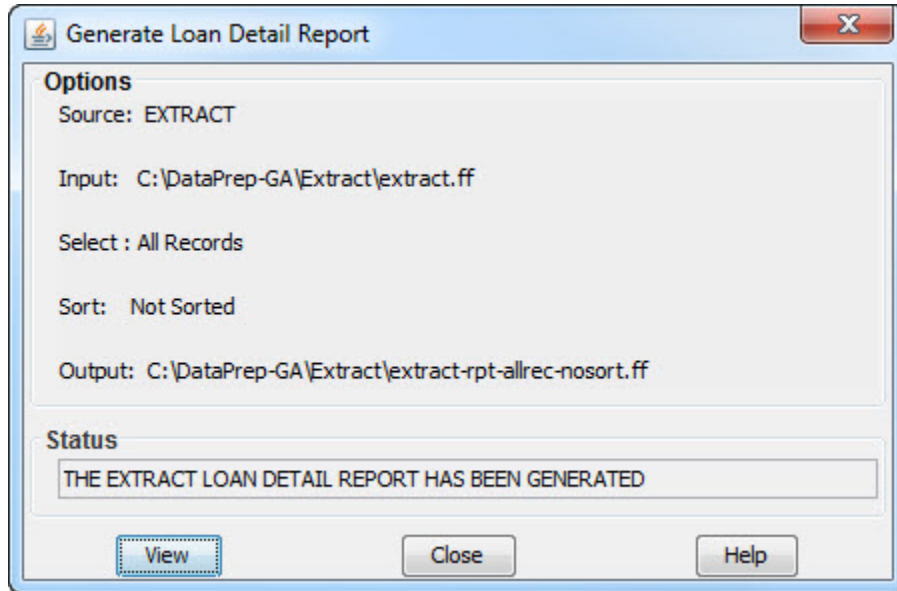 Generate Loan Detail Report
Options
Source: EXTRACT
Input: C:\DataPrep-GA\Extract\extract.ff
Select : All Records
Sort: Not Sorted
Output: C:\DataPrep-GA\Extract\extract-rpt-allrec-nosort.ff
Status
THE EXTRACT LOAN DETAIL REPORT HAS BEEN GENERATED
View Close Help